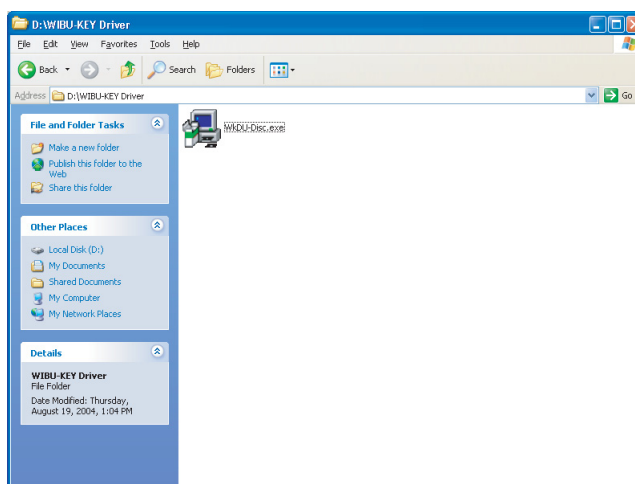 D:\WIBU-KEY Driver
File Edit View Favorites Tools Help
Back Search Folders
Address D:\WIBU-KEY Driver Go
File and Folder Tasks
Make a new folder
Publish this folder to the
Web
Share this folder
Other Places
Local Disk (D:)
My Documents
Shared Documents
My Computer
My Network Places
Details
WIBU-KEY Driver
File Folder
Date Modified: Thursday,
August 19, 2004, 1:04 PM
WkDU-Disc.exe